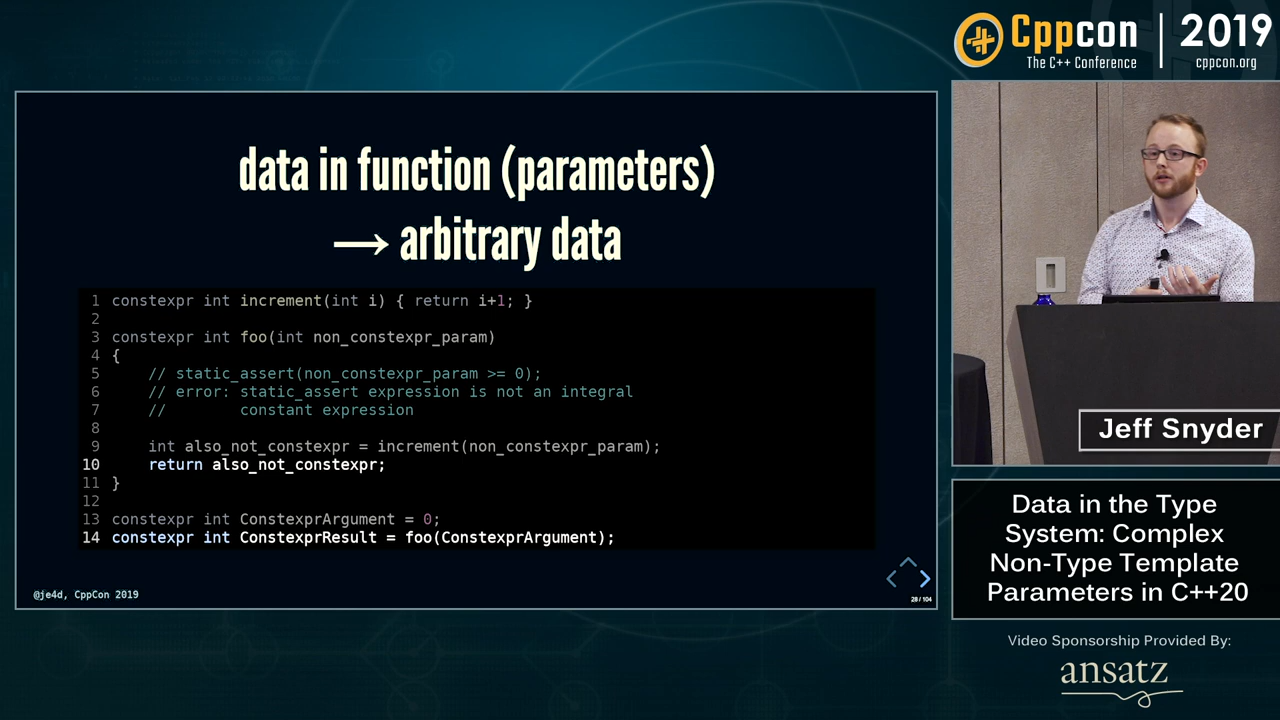 Cppcon | 2019
The C++ Conference
cppcon.org
data in function (parameters)
→ arbitrary data
1 constexpr int increment(int i) { return i+1; }
2
3 constexpr int foo(int non_constexpr_param)
4 {
5 // static_assert(non_constexpr_param >= 0);
6 // error: static_assert expression is not an integral
7 // constant expression
8
9 int also_not_constexpr = increment(non_constexpr_param);
10 return also_not_constexpr;
11 }
12
13 constexpr int ConstexprArgument = 0;
14 constexpr int ConstexprResult = foo(ConstexprArgument);
@je4d, CppCon 2019
28 / 104
Jeff Snyder
Data in the Type
System: Complex
Non-Type Template
Parameters in C++20
Video Sponsorship Provided By:
ansatz